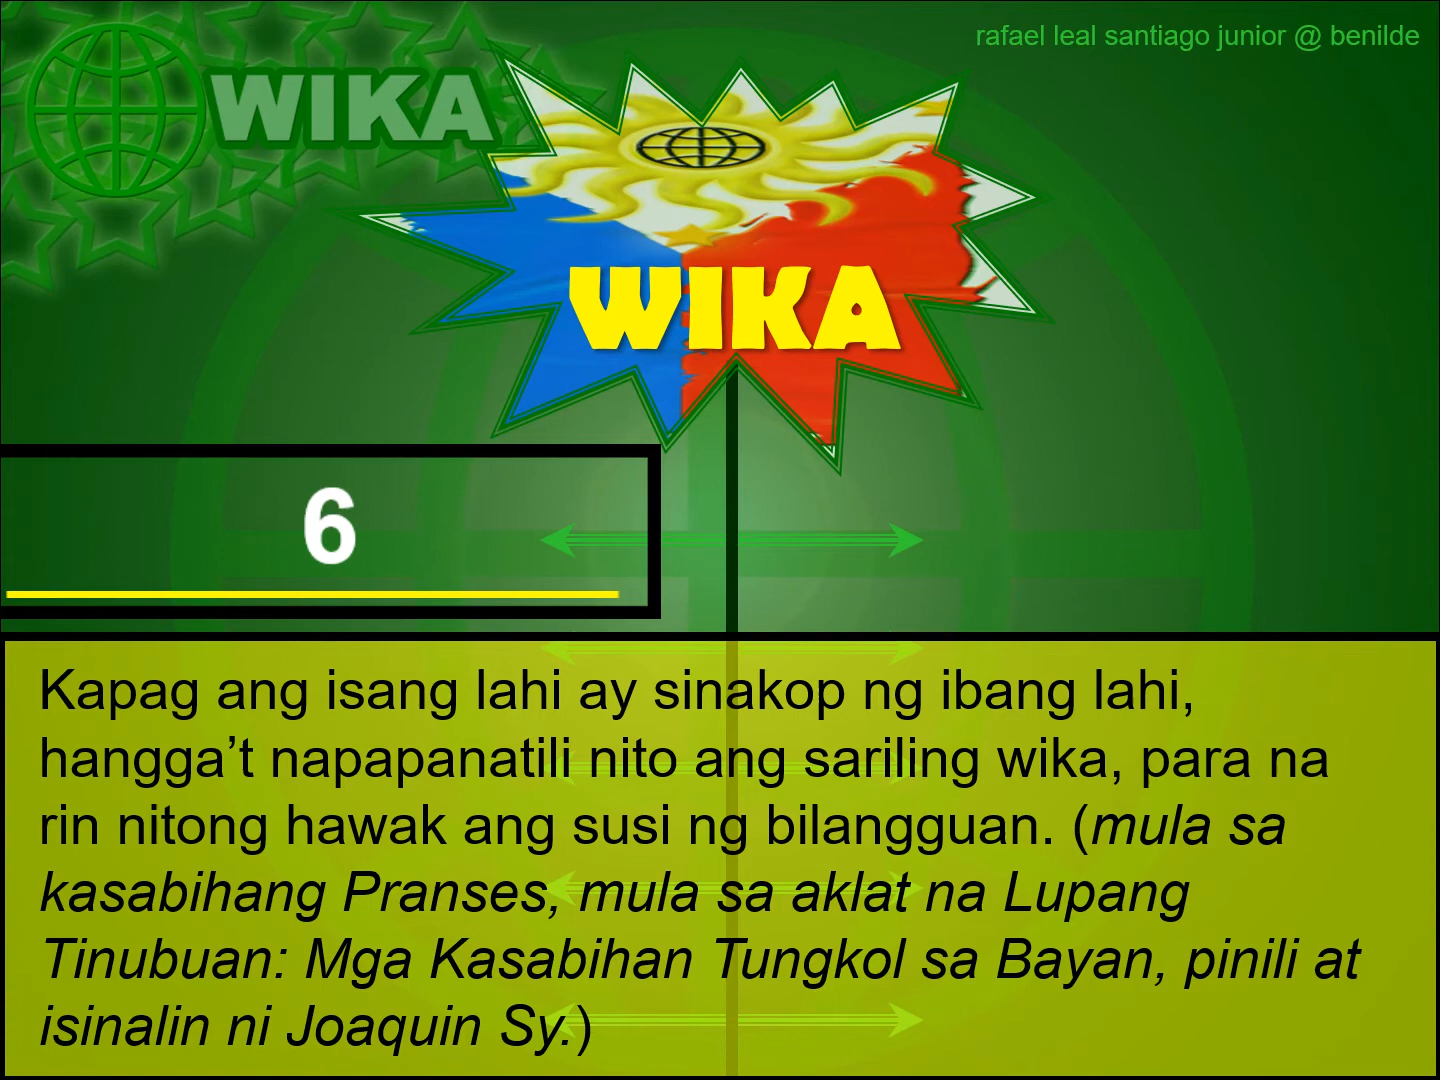 rafael leal santiago junior @ benilde
WIKA
WIKA
6
Kapag ang isang lahi ay sinakop ng ibang lahi,
hangga’t napapanatili nito ang sariling wika, para na
rin nitong hawak ang susi ng bilangguan. (mula sa
kasabihang Pranses, mula sa aklat na Lupang
Tinubuan: Mga Kasabihan Tungkol sa Bayan, pinili at
isinalin ni Joaquin Sy.)